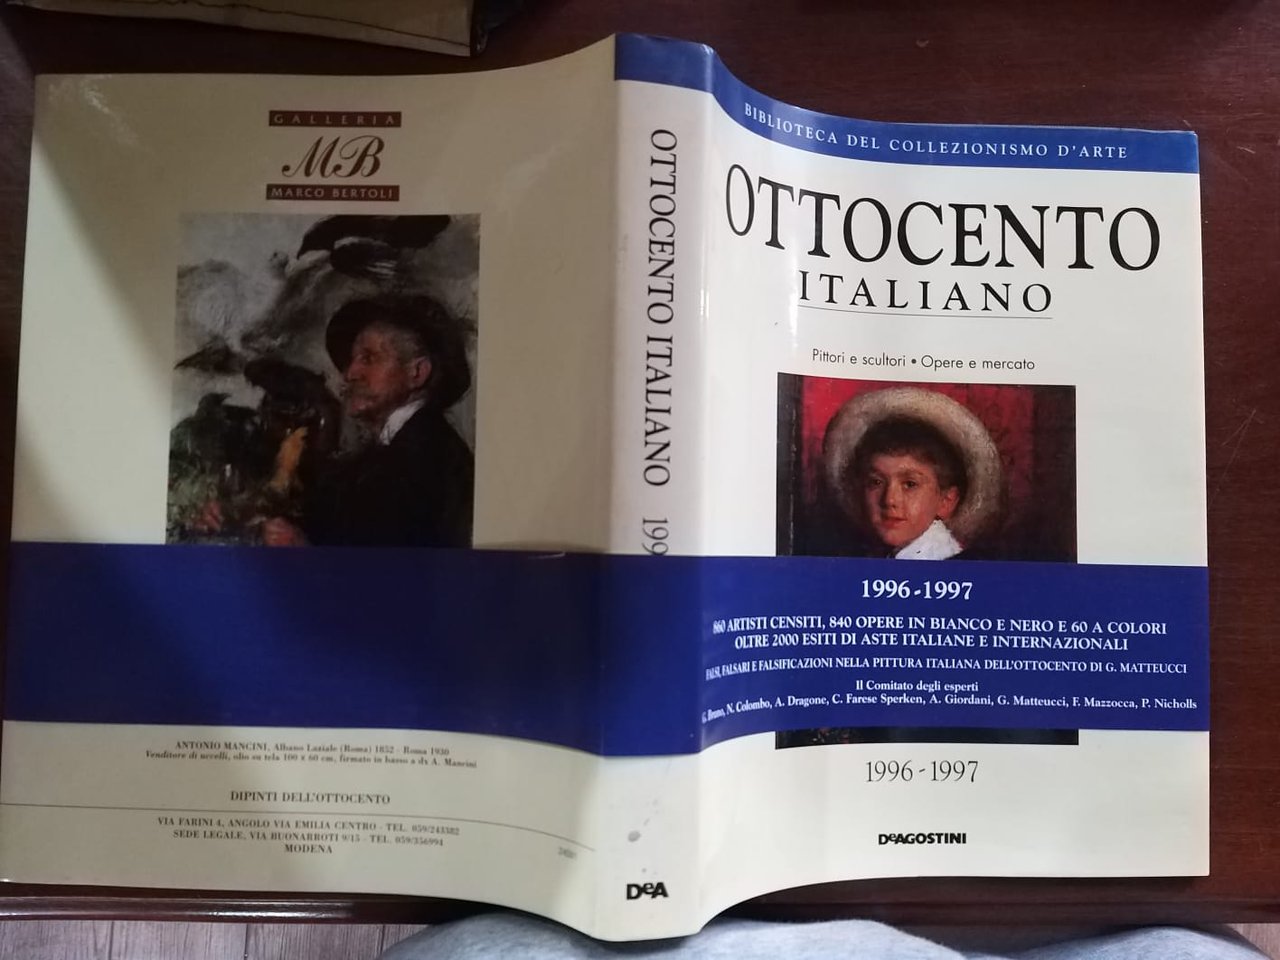 GALLERIA
MB
MARCO BERTOLI
ANTONIO MANCINI, Albano Laziale (Roma) 1852 - Roma 1930
Venditore di uccelli, olio su tela 100 x 60 cm, firmato in basso a dx A. Mancini
DIPINTI DELL'OTTOCENTO
VIA FARINI 4, ANGOLO VIA EMILIA CENTRO - TEL. 059/243382
SEDE LEGALE, VIA BUONARROTI 9/15 - TEL. 059/356994
MODENA
OTTOCENTO ITALIANO 199
DeA
BIBLIOTECA DEL COLLEZIONISMO D'ARTE
OTTOCENTO
ITALIANO
Pittori e scultori • Opere e mercato
1996-1997
860 ARTISTI CENSITI, 840 OPERE IN BIANCO E NERO E 60 A COLORI
OLTRE 2000 ESITI DI ASTE ITALIANE E INTERNAZIONALI
FALSI, FALSARI E FALSIFICAZIONI NELLA PITTURA ITALIANA DELL'OTTOCENTO DI G. MATTEUCCI
Il Comitato degli esperti
G. Bruno, N. Colombo, A. Dragone, C. Farese Sperken, A. Giordani, G. Matteucci, F. Mazzocca, P. Nicholls
1996-1997
DeAGOSTINI